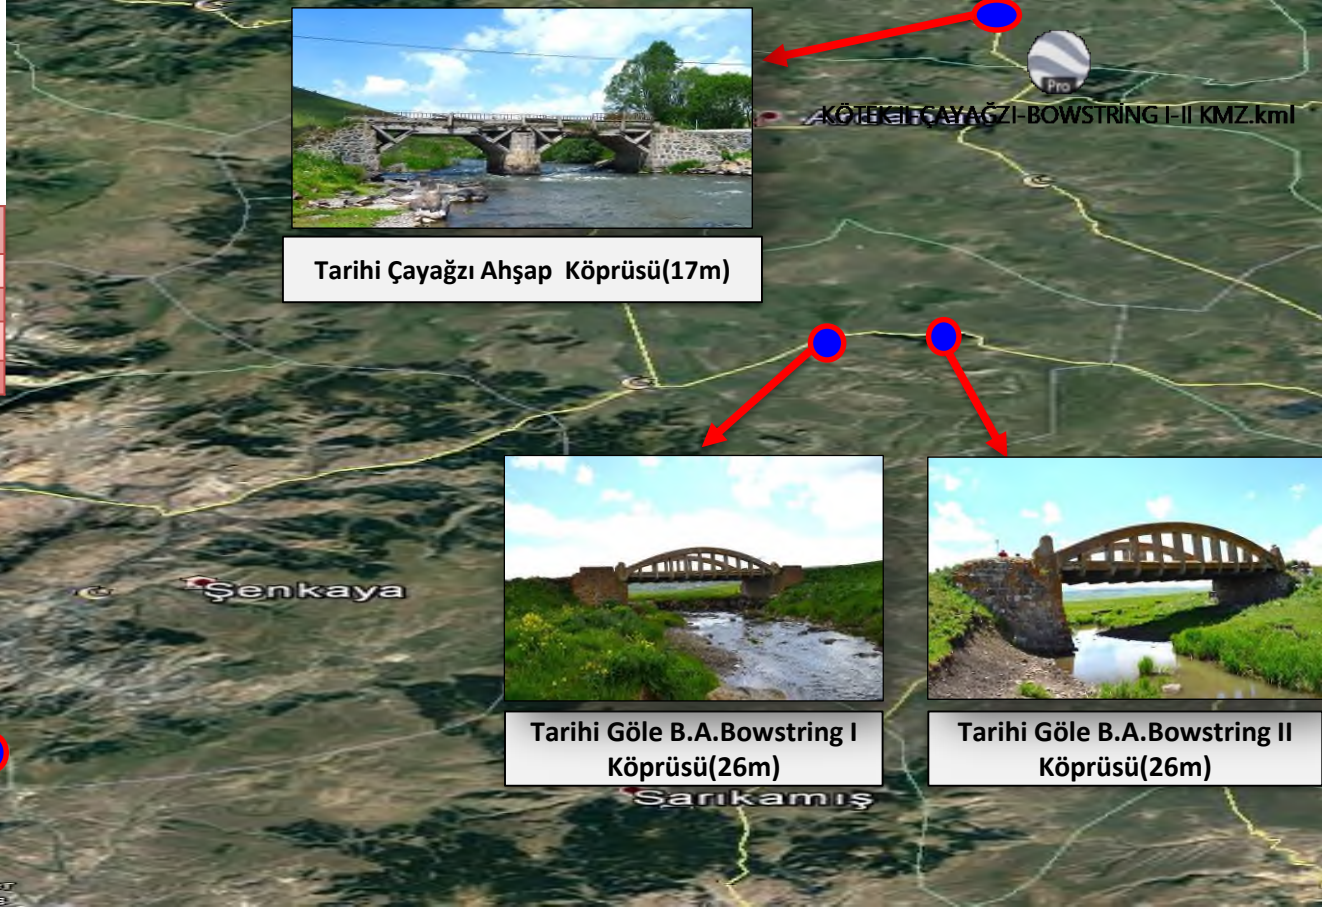 Pro
KÖTEK II-ÇAYAĞZI-BOWSTRİNG I-II KMZ.kml
Tarihi Çayağzı Ahşap Köprüsü(17m)
Şenkaya
Tarihi Göle B.A.Bowstring I
Köprüsü(26m)
Tarihi Göle B.A.Bowstring II
Köprüsü(26m)
Sarıkamış